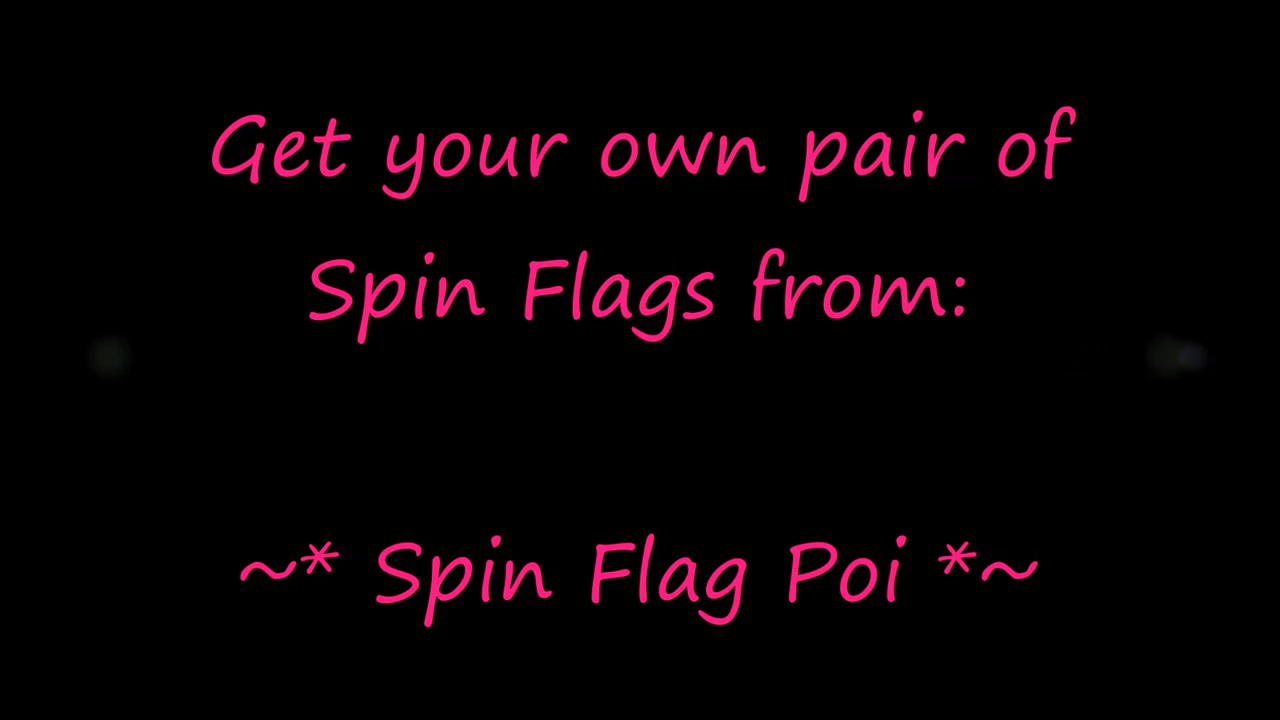 Get your own pair of
Spin Flags from:
~* Spin Flag Poi *~